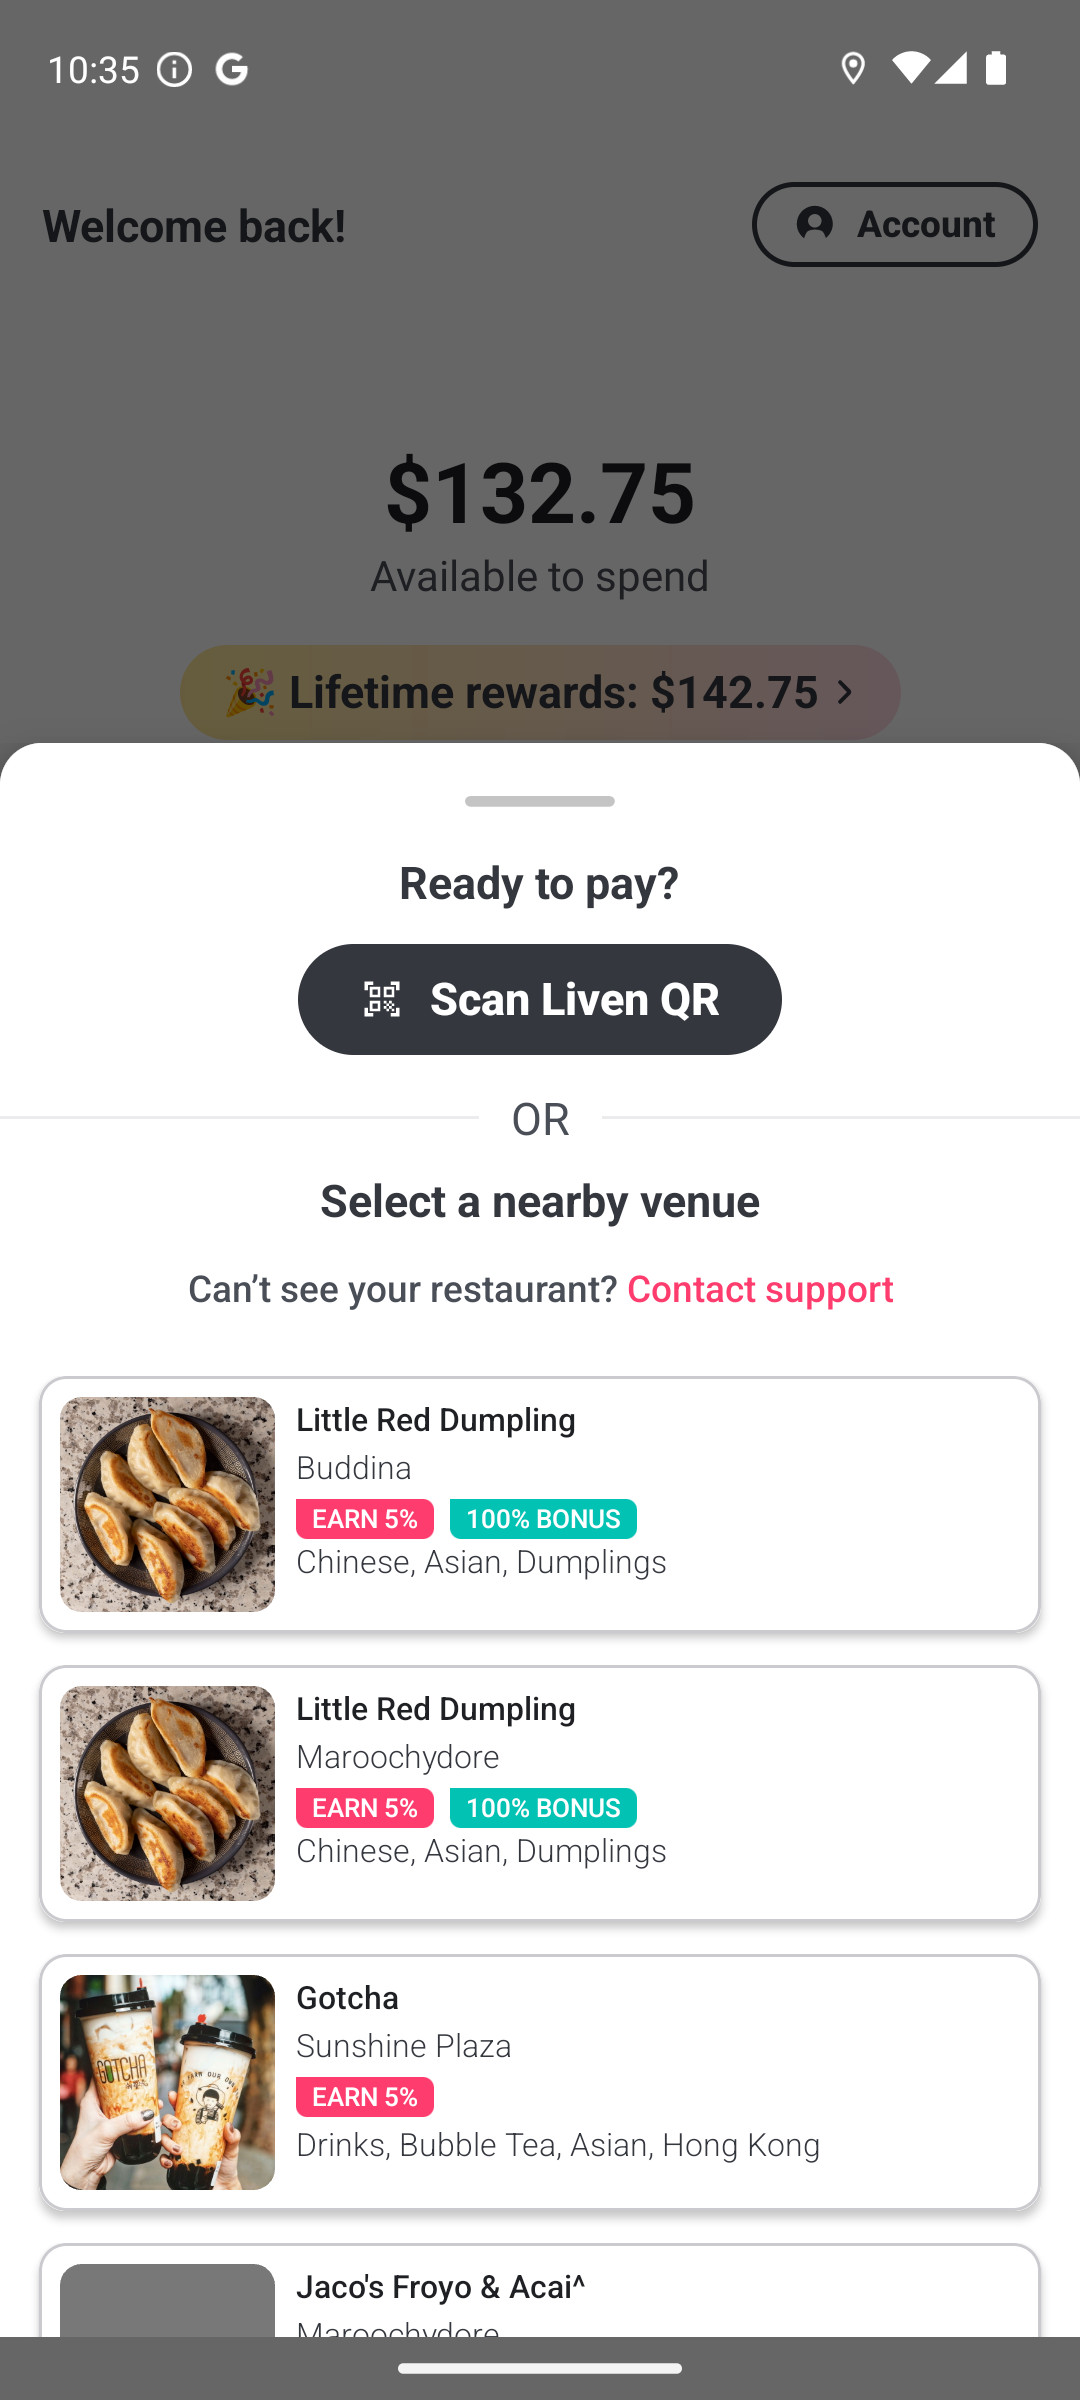 10:35
Welcome back!
Account
$132.75
Available to spend
🎉 Lifetime rewards: $142.75
Ready to pay?
Scan Liven QR
OR
Select a nearby venue
Can’t see your restaurant? Contact support
Little Red Dumpling
Buddina
EARN 5% 100% BONUS
Chinese, Asian, Dumplings
Little Red Dumpling
Maroochydore
EARN 5% 100% BONUS
Chinese, Asian, Dumplings
GOTCHA
Gotcha
Sunshine Plaza
EARN 5%
Drinks, Bubble Tea, Asian, Hong Kong
Jaco's Froyo & Acai^
Maroochydore